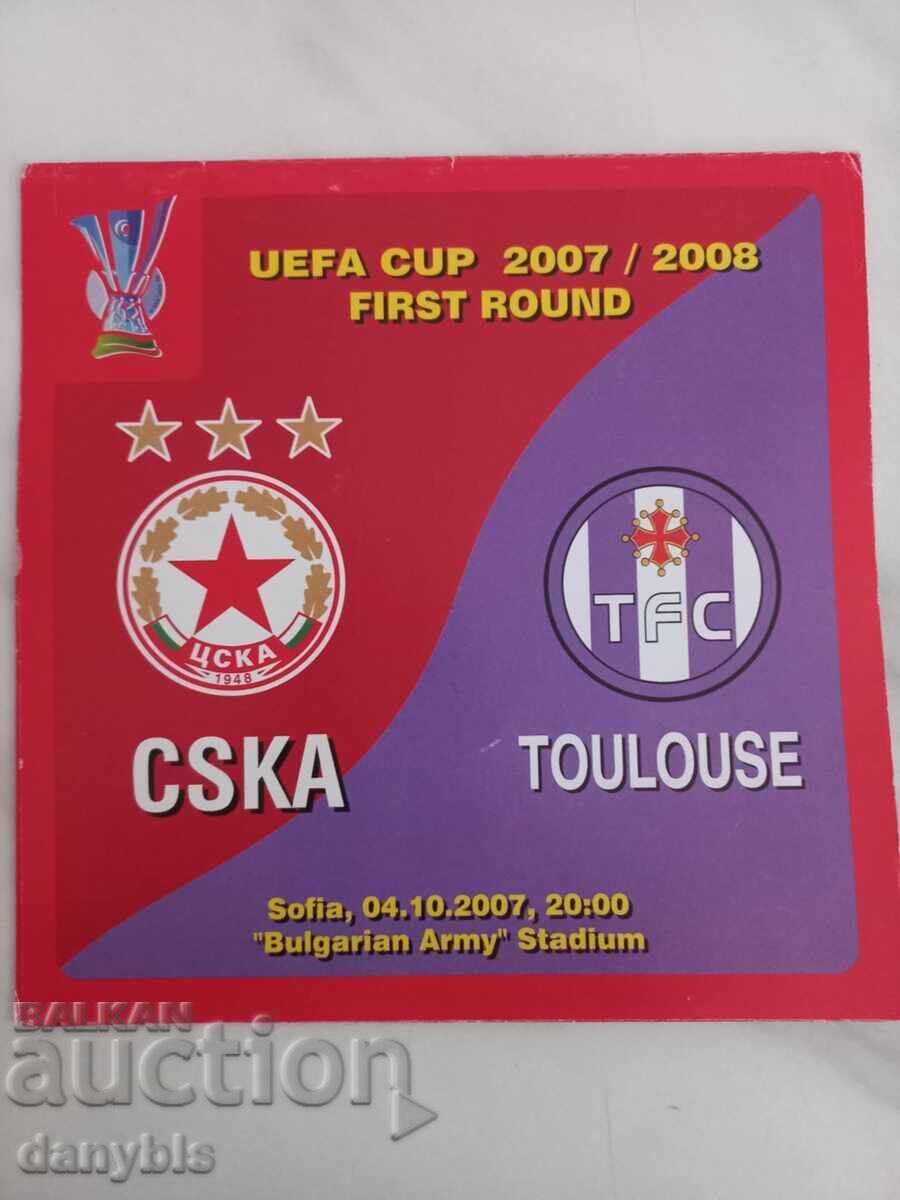 UEFA CUP 2007 / 2008
FIRST ROUND
ЦСКА
1948
TFC
CSKA
TOULOUSE
Sofia, 04.10.2007, 20:00
"Bulgarian Army" Stadium
BALKAN
auction
danybls